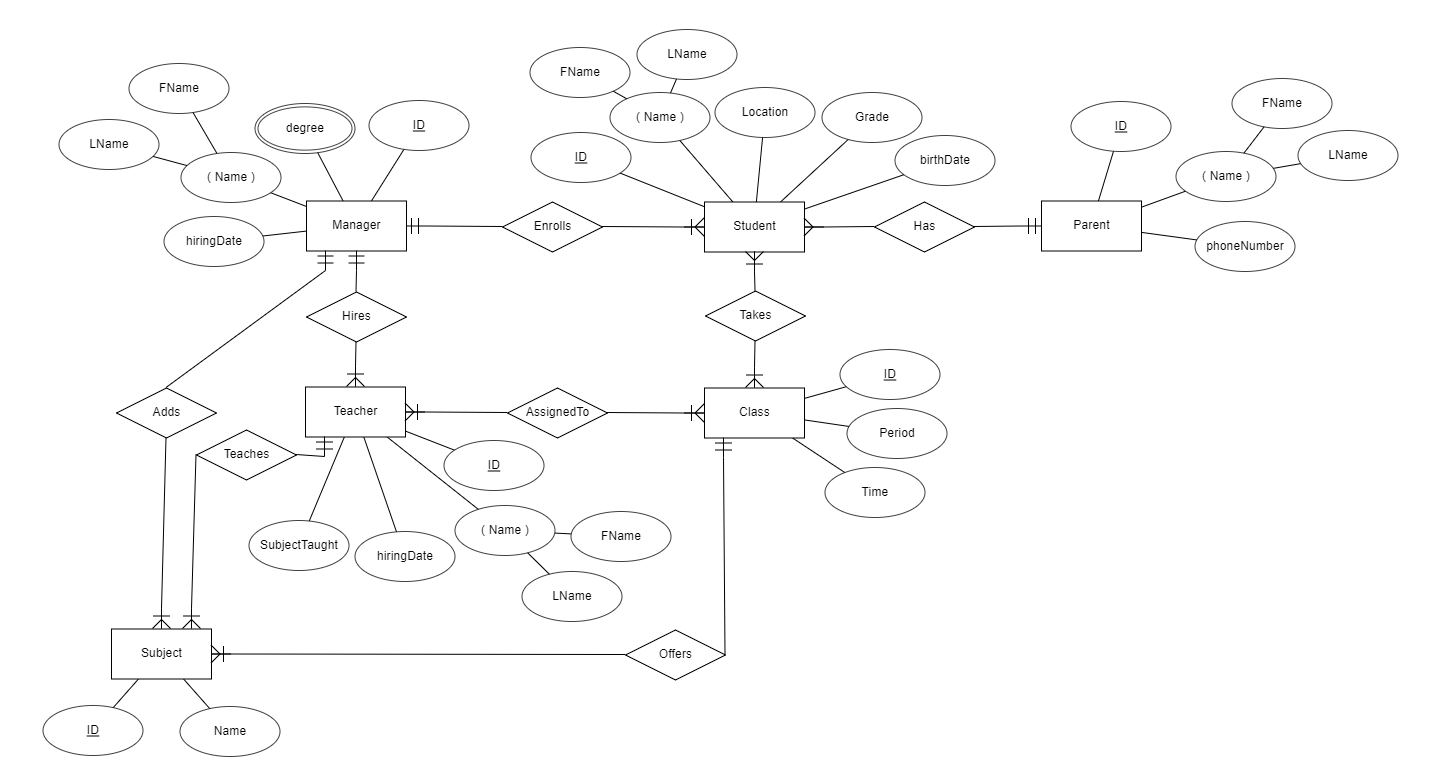 LName
FName
FName
LName
degree
ID
( Name )
Location
Grade
FName
ID
LName
( Name )
ID
birthDate
( Name )
hiringDate
Manager
Enrolls
Student
Has
Parent
phoneNumber
Hires
Takes
Adds
Teacher
AssignedTo
Class
ID
Period
Time
Teaches
ID
SubjectTaught
hiringDate
( Name )
FName
LName
Subject
Offers
ID
Name